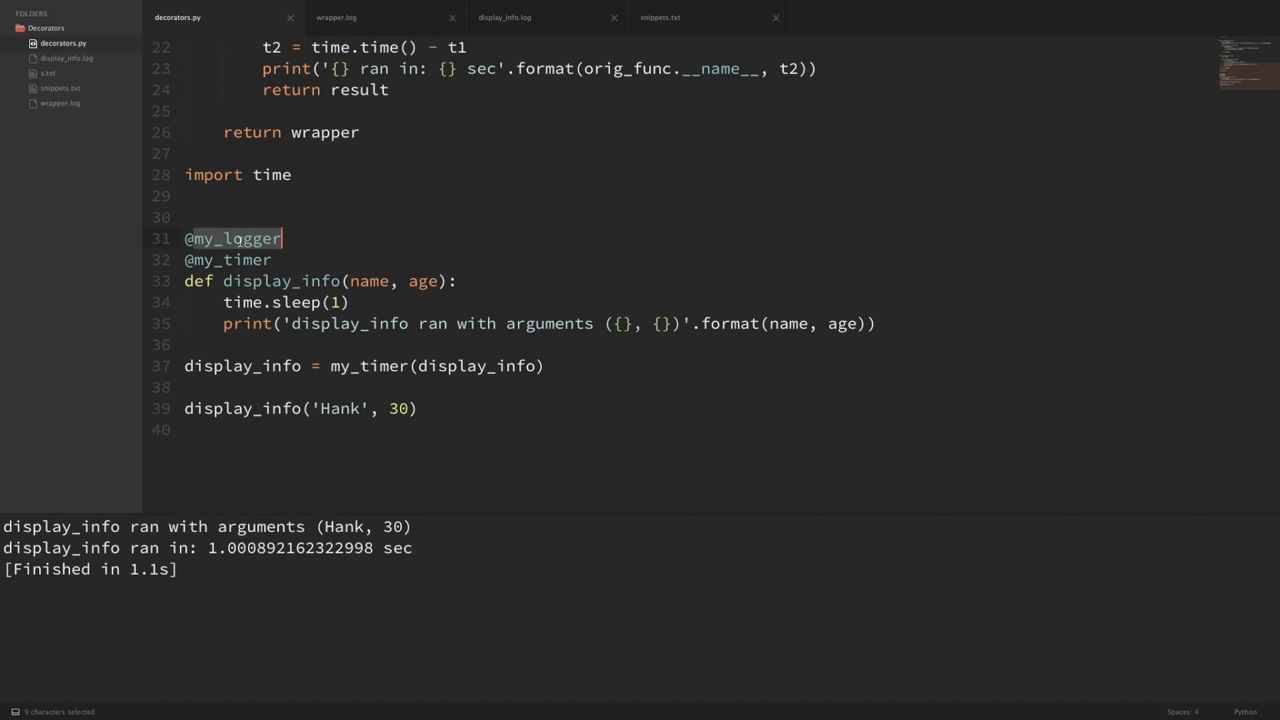 FOLDERS
Decorators
decorators.py
display_info.log
s.txt
snippets.txt
wrapper.log
decorators.py
wrapper.log
display_info.log
snippets.txt
22 t2 = time.time() - t1
23 print('{} ran in: {} sec'.format(orig_func.__name__, t2))
24 return result
25
26 return wrapper
27
28 import time
29
30
31 @my_logger
32 @my_timer
33 def display_info(name, age):
34 time.sleep(1)
35 print('display_info ran with arguments ({}, {})'.format(name, age))
36
37 display_info = my_timer(display_info)
38
39 display_info('Hank', 30)
40
display_info ran with arguments (Hank, 30)
display_info ran in: 1.000892162322998 sec
[Finished in 1.1s]
9 characters selected
Spaces: 4
Python